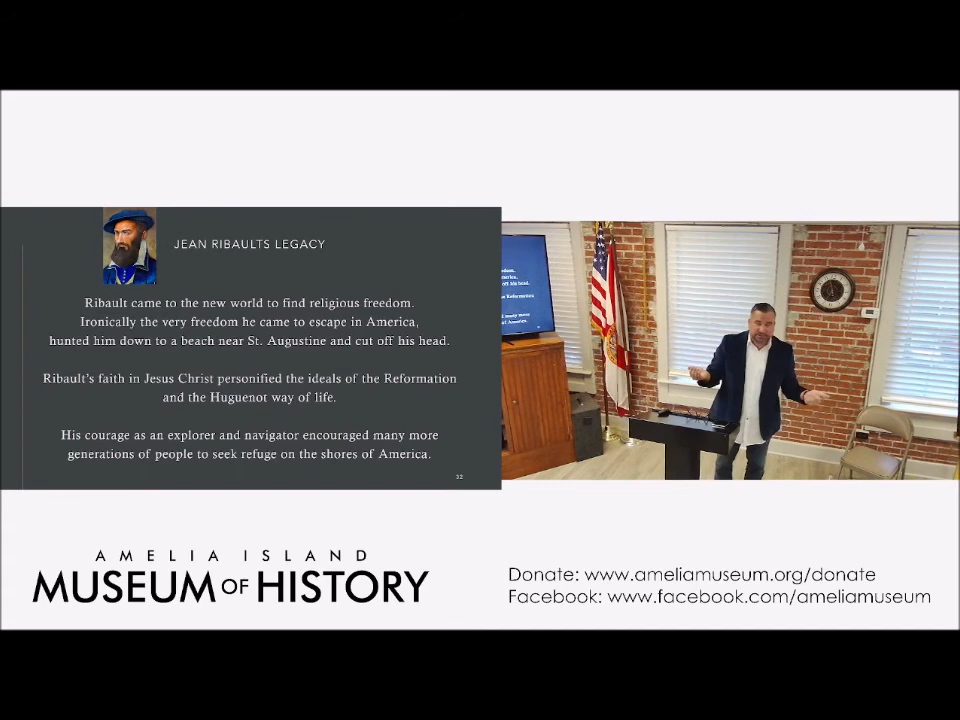 JEAN RIBAULTS LEGACY
Ribault came to the new world to find religious freedom.
Ironically the very freedom he came to escape in America,
hunted him down to a beach near St. Augustine and cut off his head.
Ribault's faith in Jesus Christ personified the ideals of the Reformation
and the Huguenot way of life.
His courage as an explorer and navigator encouraged many more
generations of people to seek refuge on the shores of America.
32
AMELIA ISLAND
MUSEUM OF HISTORY
Donate: www.ameliamuseum.org/donate
Facebook: www.facebook.com/ameliamuseum